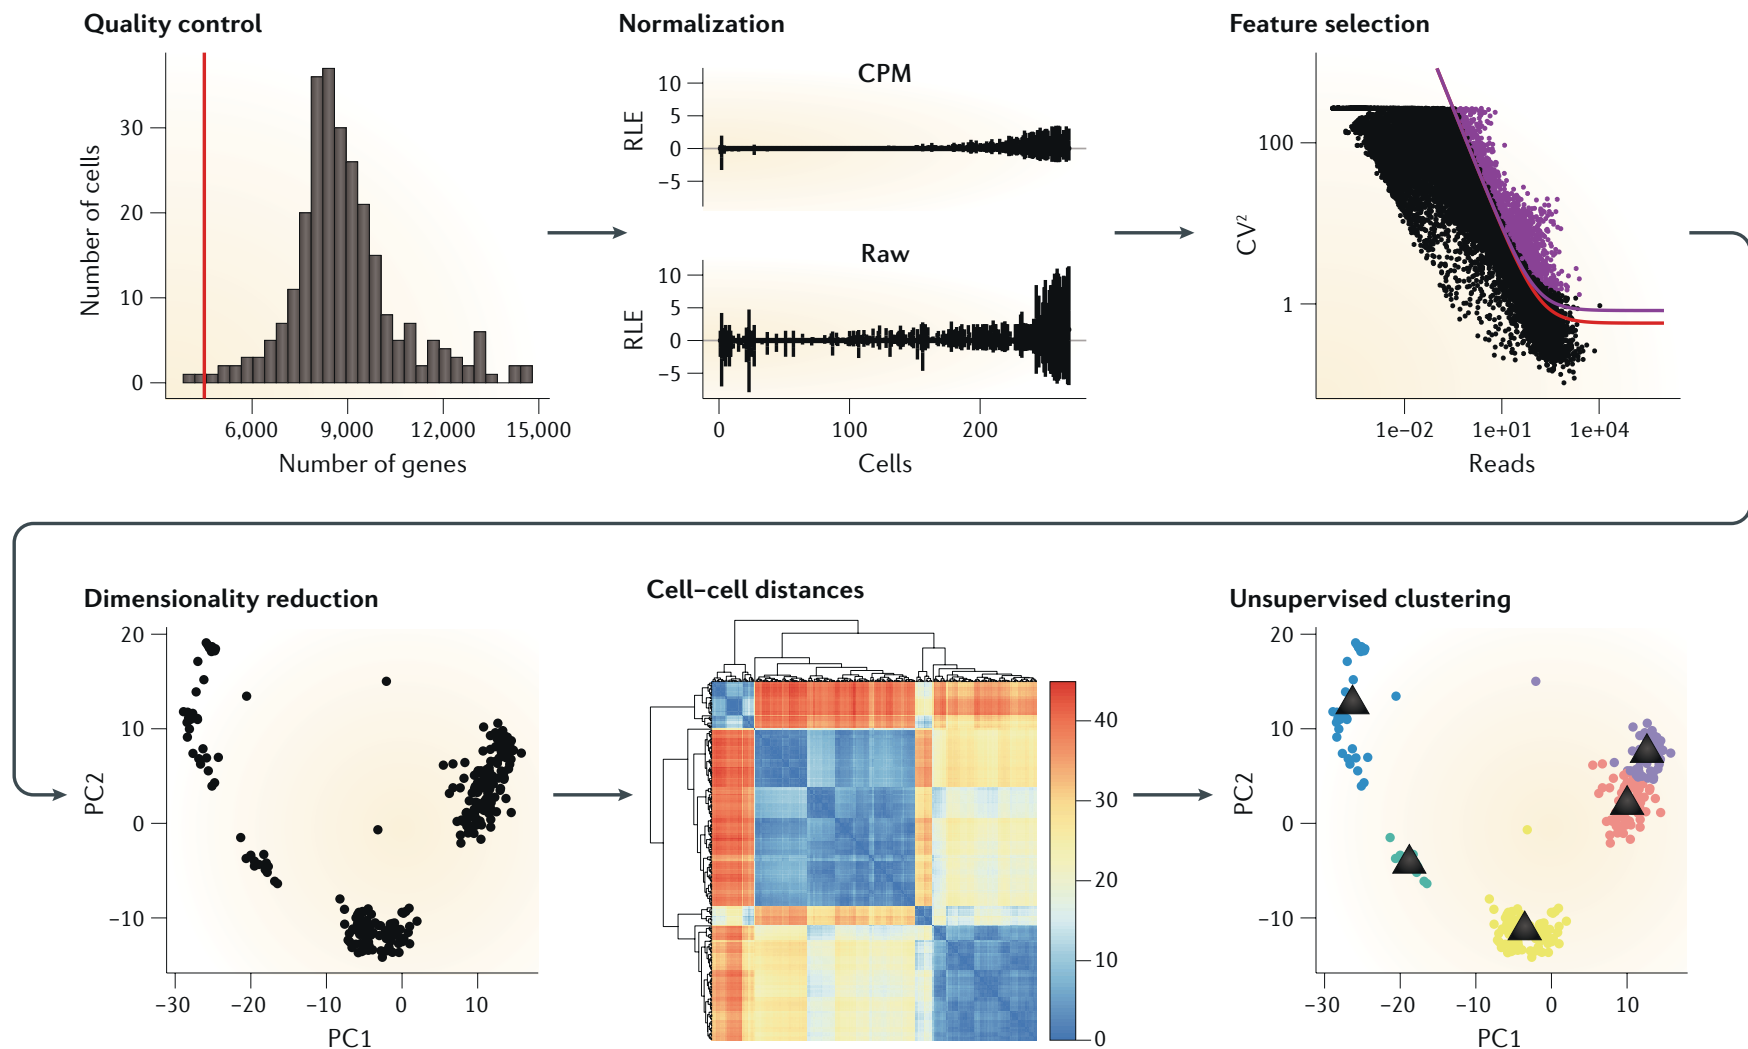 Quality control
Number of cells
30
20
10
0
6,000 9,000 12,000 15,000
Number of genes
Normalization
CPM
RLE
10
5
0
−5
Raw
RLE
10
5
0
−5
0 100 200
Cells
Feature selection
CV²
100
1
1e−02 1e+01 1e+04
Reads
Dimensionality reduction
PC2
20
10
0
−10
−30 −20 −10 0 10
PC1
Cell–cell distances
40
30
20
10
0
Unsupervised clustering
PC2
20
10
0
−10
−30 −20 −10 0 10
PC1